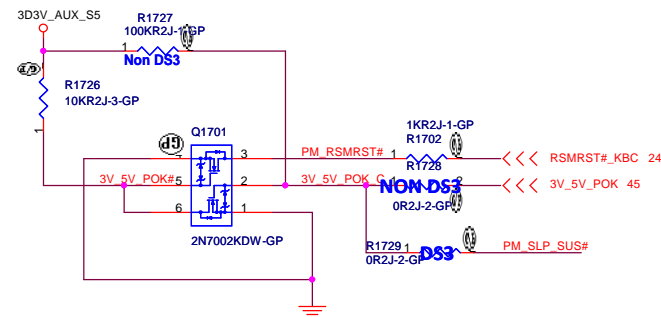 3D3V_AUX_S5
R1727
100KR2J-1-GP
1
Non DS3
R1726
10KR2J-3-GP
1
Q1701
GP
1KR2J-1-GP
R1702
3
PM_RSMRST#
1
RSMRST#_KBC 24
R1728
3V_5V_POK#
5
2
3V_5V_POK_C
NON DS3
3V_5V_POK 45
0R2J-2-GP
6
1
2N7002KDW-GP
R1729
1
DS3
PM_SLP_SUS#
0R2J-2-GP